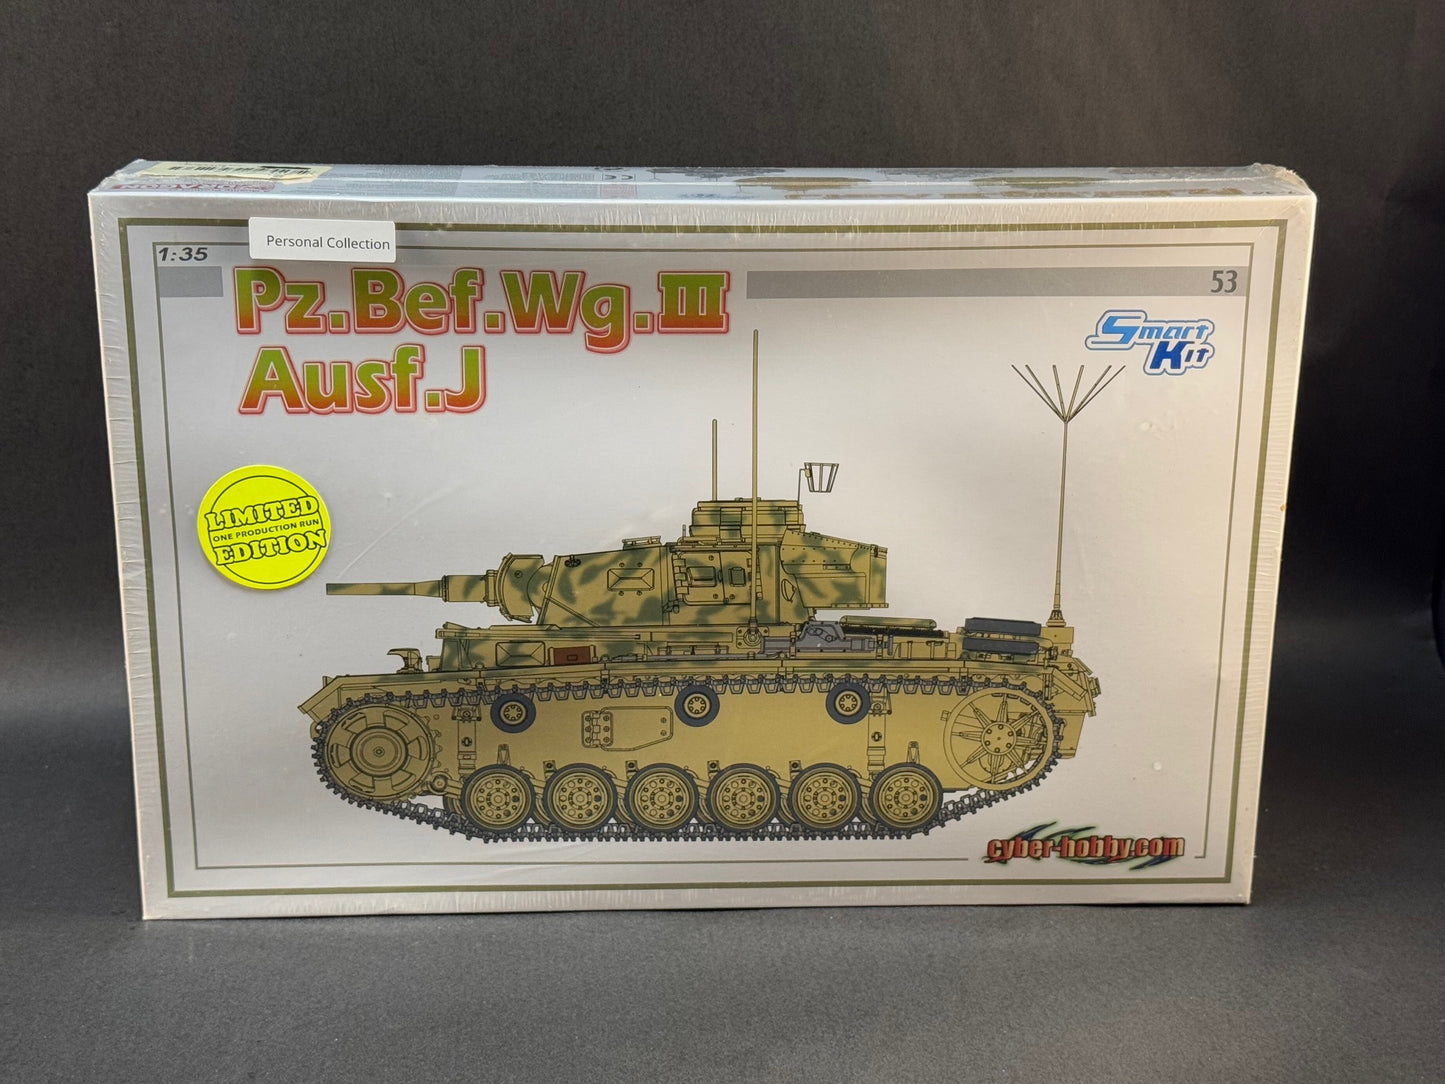 Personal Collection
1:35
53
Pz.Bef.Wg.III
Ausf.J
Smart
Kit
LIMITED
ONE PRODUCTION RUN
EDITION
cyber-hobby.com